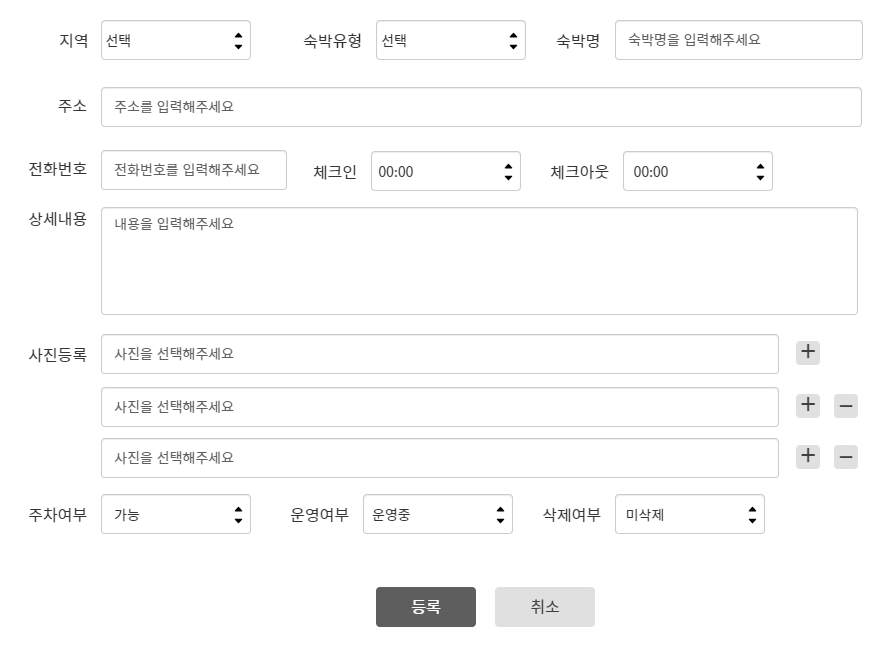 지역 선택 숙박유형 선택 숙박명 숙박명을 입력해주세요
주소 주소를 입력해주세요
전화번호 전화번호를 입력해주세요 체크인 00:00 체크아웃 00:00
상세내용 내용을 입력해주세요
사진등록 사진을 선택해주세요 +
사진을 선택해주세요 + −
사진을 선택해주세요 + −
주차여부 가능 운영여부 운영중 삭제여부 미삭제
등록 취소